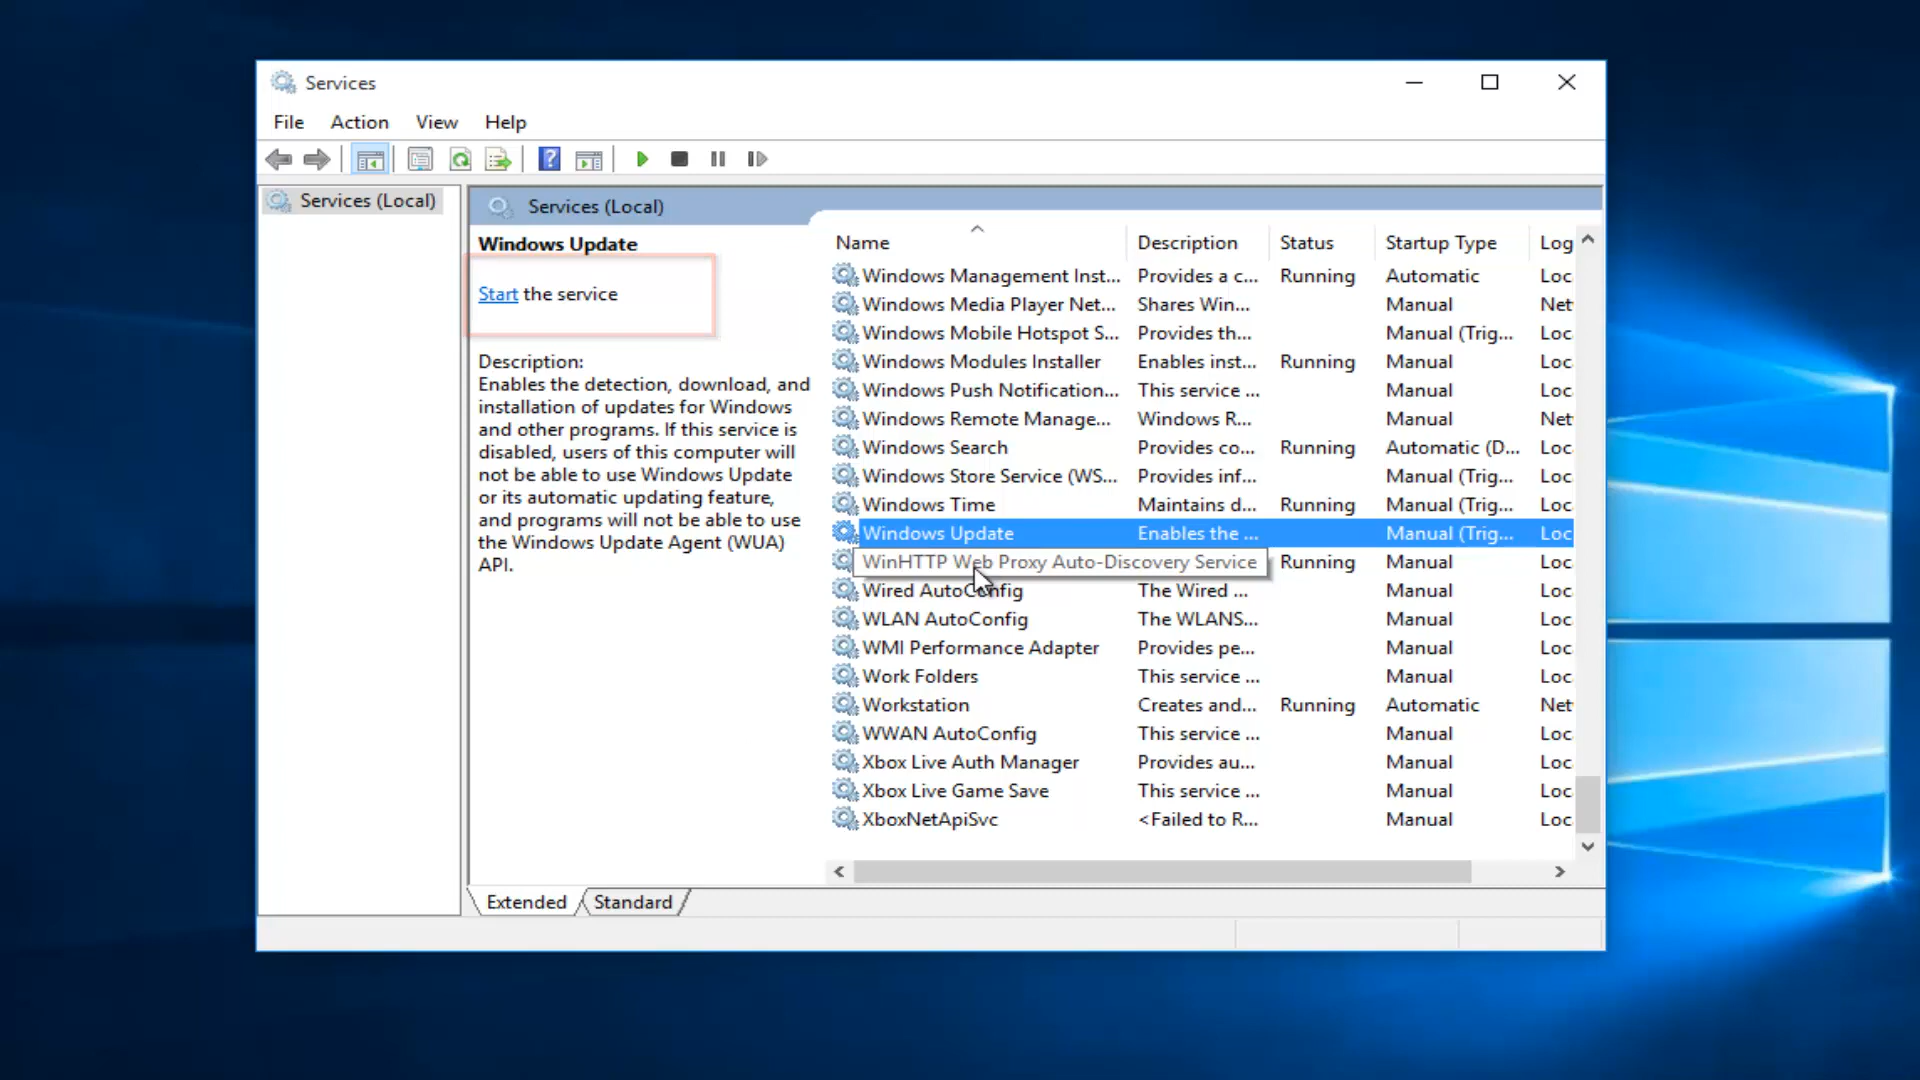 Services
File Action View Help
Services (Local)
Services (Local)
Windows Update
Start the service
Description:
Enables the detection, download, and
installation of updates for Windows
and other programs. If this service is
disabled, users of this computer will
not be able to use Windows Update
or its automatic updating feature,
and programs will not be able to use
the Windows Update Agent (WUA)
API.
Name Description Status Startup Type Log
Windows Management Inst... Provides a c... Running Automatic Loc
Windows Media Player Net... Shares Win... Manual Net
Windows Mobile Hotspot S... Provides th... Manual (Trig... Loc
Windows Modules Installer Enables inst... Running Manual Loc
Windows Push Notification... This service ... Manual Loc
Windows Remote Manage... Windows R... Manual Net
Windows Search Provides co... Running Automatic (D... Loc
Windows Store Service (WS... Provides inf... Manual (Trig... Loc
Windows Time Maintains d... Running Manual (Trig... Loc
Windows Update Enables the ... Manual (Trig... Loc
WinHTTP Web Proxy Auto-Discovery Service Running Manual Loc
Wired AutoConfig The Wired ... Manual Loc
WLAN AutoConfig The WLANS... Manual Loc
WMI Performance Adapter Provides pe... Manual Loc
Work Folders This service ... Manual Loc
Workstation Creates and... Running Automatic Net
WWAN AutoConfig This service ... Manual Loc
Xbox Live Auth Manager Provides au... Manual Loc
Xbox Live Game Save This service ... Manual Loc
XboxNetApiSvc <Failed to R... Manual Loc
Extended Standard